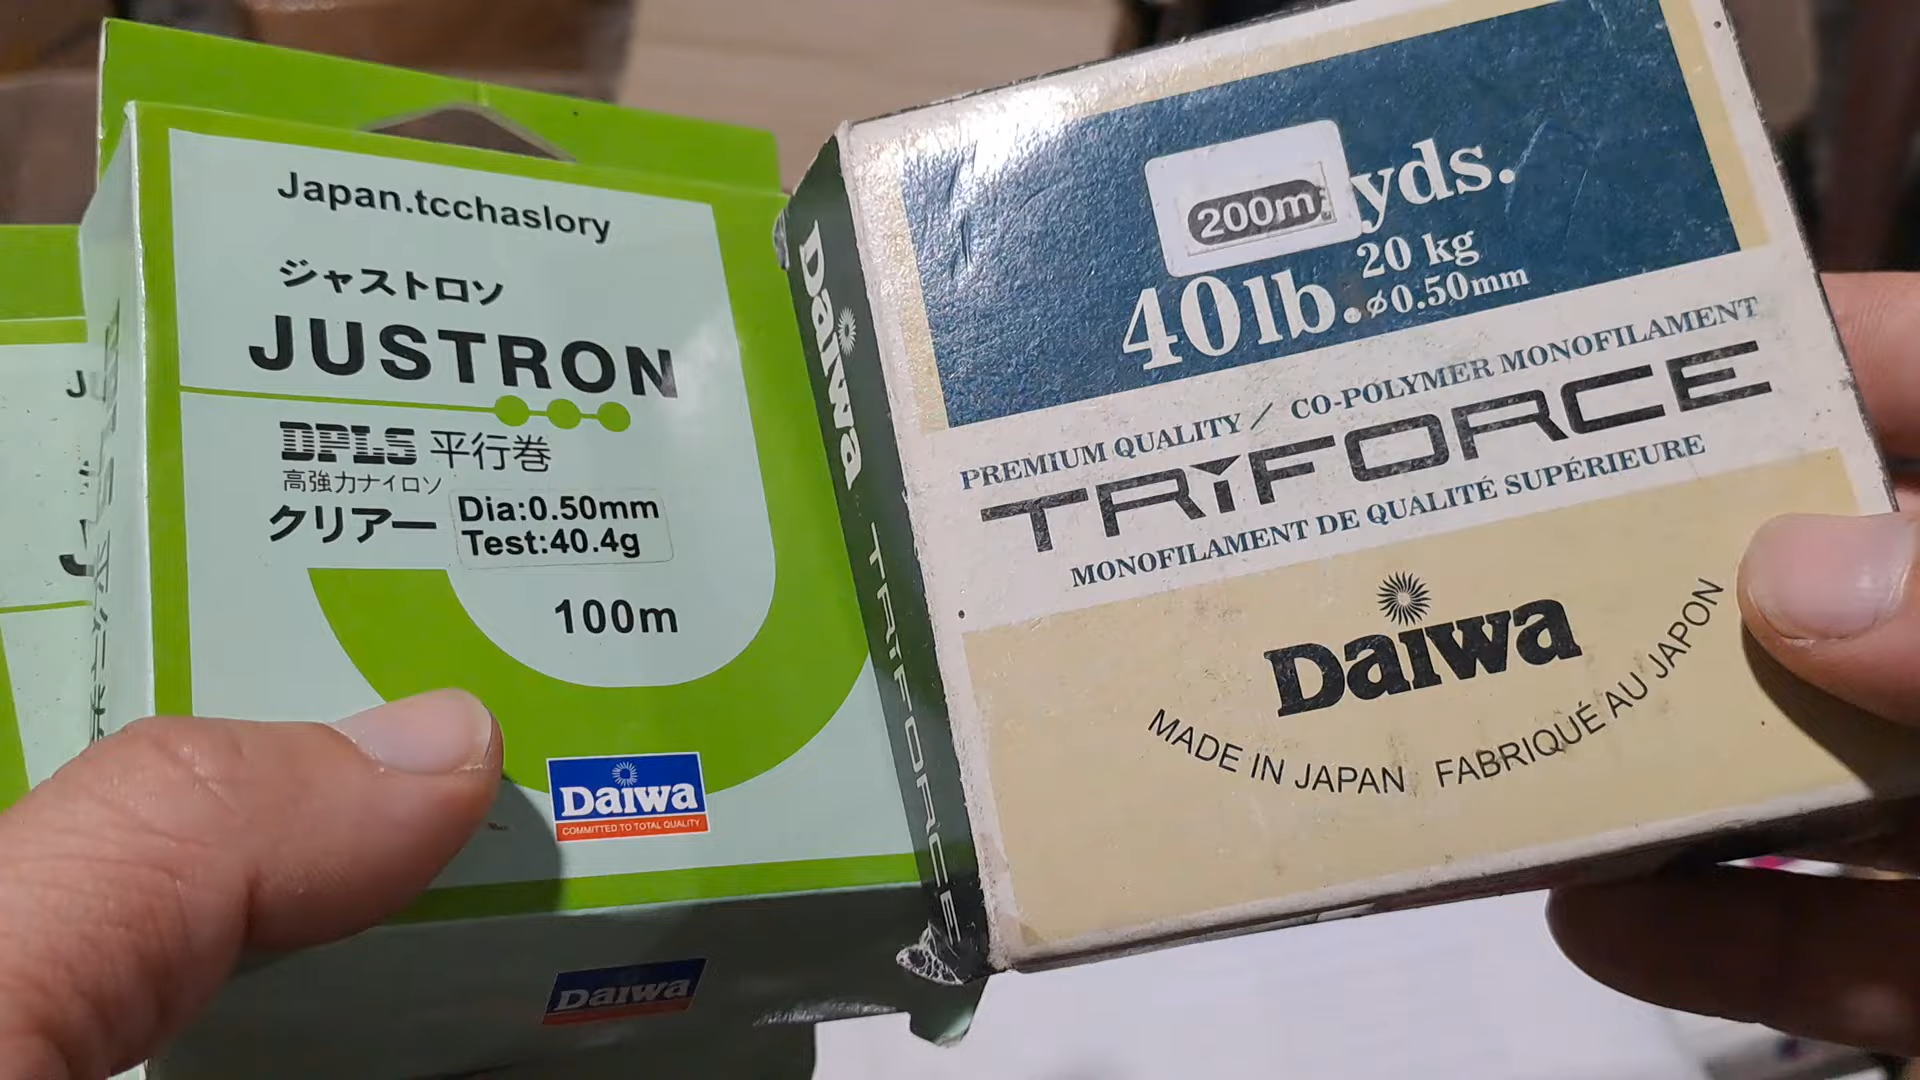 Japan.tcchaslory
ジャストロソ
JUSTRON
DPLS 平行巻
高強力ナイロン
クリアー
Dia:0.50mm
Test:40.4g
100m
Daiwa
COMMITTED TO TOTAL QUALITY
Daiwa
Daiwa TRIFORCE
200m yds.
40lb. 20 kg
ø0.50mm
PREMIUM QUALITY / CO-POLYMER MONOFILAMENT
TRIFORCE
MONOFILAMENT DE QUALITÉ SUPÉRIEURE
Daiwa
MADE IN JAPAN FABRIQUÉ AU JAPON